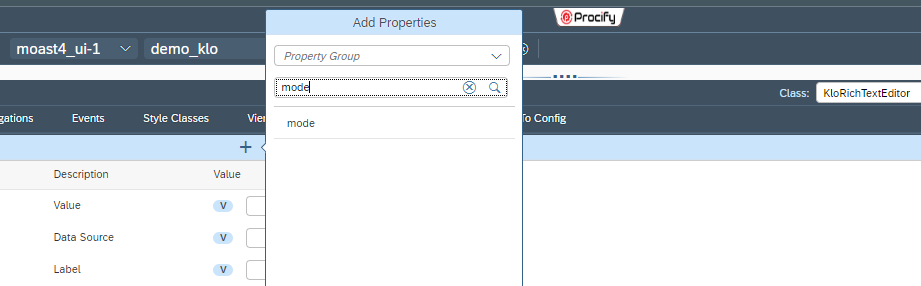 Add Properties
Procify
moast4_ui-1
demo_klo
Property Group
mode
Class:
KloRichTextEditor
gations
Events
Style Classes
View
To Config
mode
+
Description
Value
Value
V
Data Source
V
Label
V